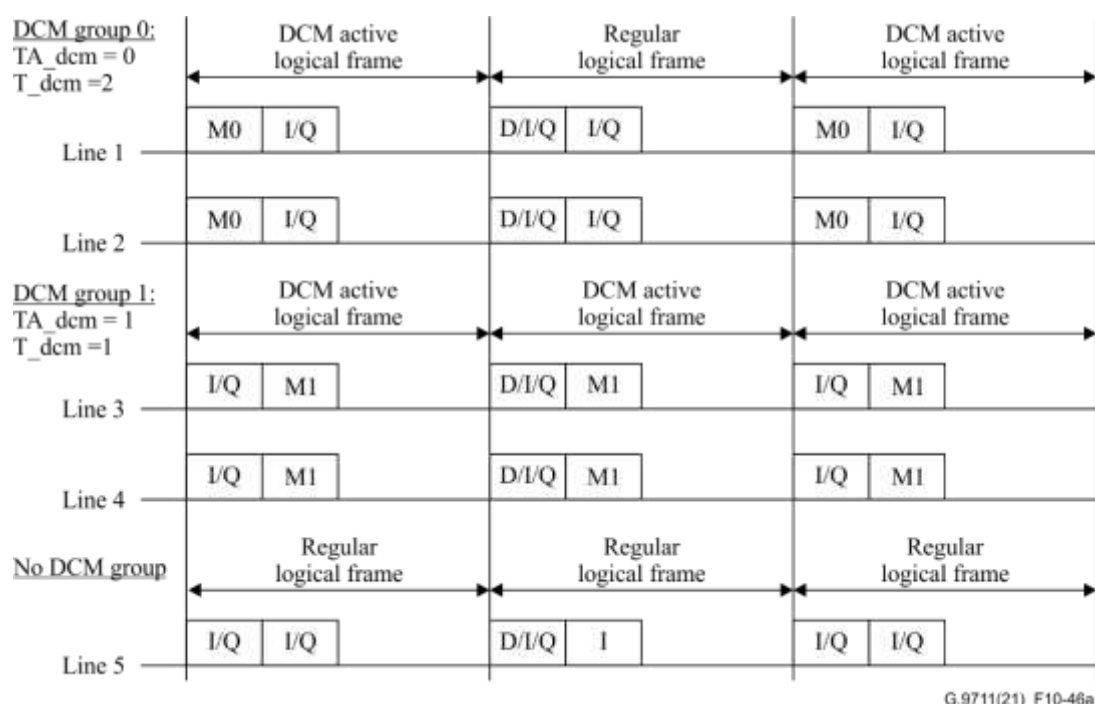 DCM group 0:
TA_dcm = 0
T_dcm =2
DCM active
logical frame
Regular
logical frame
DCM active
logical frame
Line 1
M0 I/Q D/I/Q I/Q M0 I/Q
Line 2
M0 I/Q D/I/Q I/Q M0 I/Q
DCM group 1:
TA_dcm = 1
T_dcm =1
DCM active
logical frame
DCM active
logical frame
DCM active
logical frame
Line 3
I/Q M1 D/I/Q M1 I/Q M1
Line 4
I/Q M1 D/I/Q M1 I/Q M1
No DCM group
Regular
logical frame
Regular
logical frame
Regular
logical frame
Line 5
I/Q I/Q D/I/Q I I/Q I/Q
G.9711(21)_F10-46a